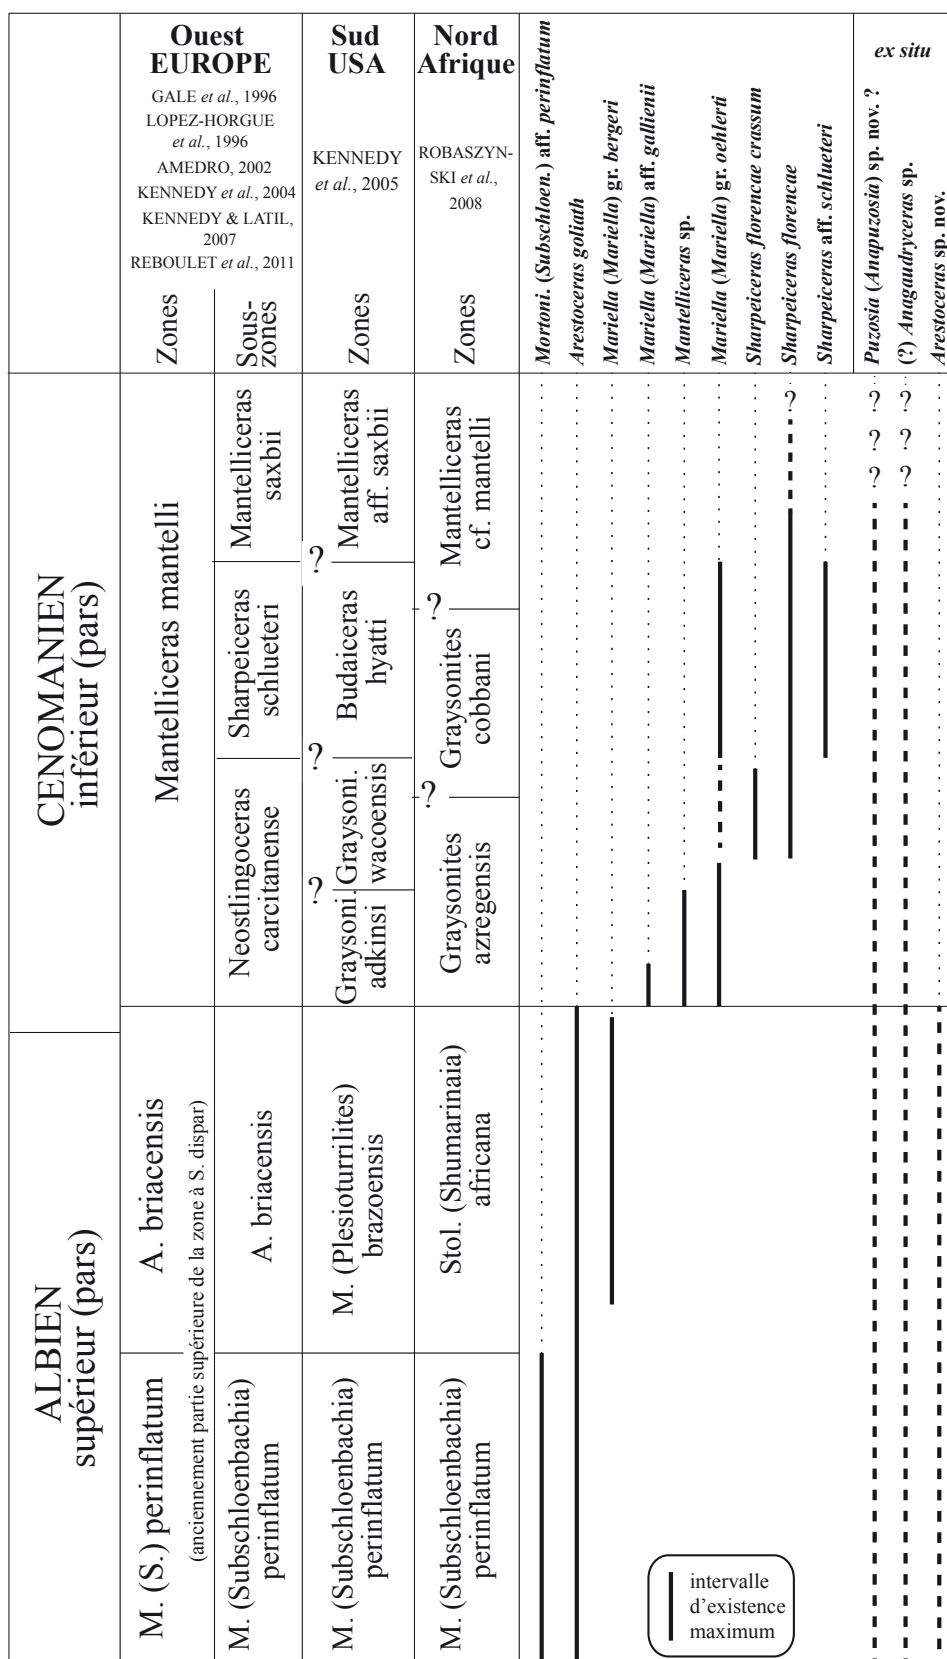 Ouest
EUROPE
GALE et al., 1996
LOPEZ-HORGUE
et al., 1996
AMEDRO, 2002
KENNEDY et al. 2004
KENNEDY & LATIL,
2007
REBOULET et al., 2011
Zones
Sous-
zones
Sud
USA
KENNEDY
et al., 2005
Zones
Nord
Afrique
ROBASZYN-
SKI et al.,
2008
Zones
Mortoni. (Subschloen.) aff. perinflatum
Arestoceras goliath
Mariella (Mariella) gr. bergeri
Mariella (Mariella) aff. gallienii
Mantelliceras sp.
Mariella (Mariella) gr. oehlerti
Sharpeiceras florencae crassum
Sharpeiceras florencae
Sharpeiceras aff. schlueteri
ex situ
Puzosia (Anapuzosia) sp. nov. ?
(?) Anagaudryceras sp.
Arestoceras sp. nov.
CENOMANIEN
inférieur (pars)
Mantelliceras mantelli
Mantelliceras
saxbii
Sharpeiceras
schlueteri
Neostlingoceras
carcitanense
Mantelliceras
aff. saxbii
?
Budaiceras
hyatti
?
Graysoni.
wacoensis
?
Graysoni.
adkinsi
Mantelliceras
cf. mantelli
?
Graysonites
cobbani
?
Graysonites
azregensis
?
? ?
? ?
? ?
ALBIEN
supérieur (pars)
A. briacensis
M. (S.) perinflatum
(anciennement partie supérieure de la zone à S. dispar)
A. briacensis
M. (Subschloenbachia)
perinflatum
M. (Plesioturrilites)
brazoensis
M. (Subschloenbachia)
perinflatum
Stol. (Shumarinaia)
africana
M. (Subschloenbachia)
perinflatum
intervalle
d'existence
maximum